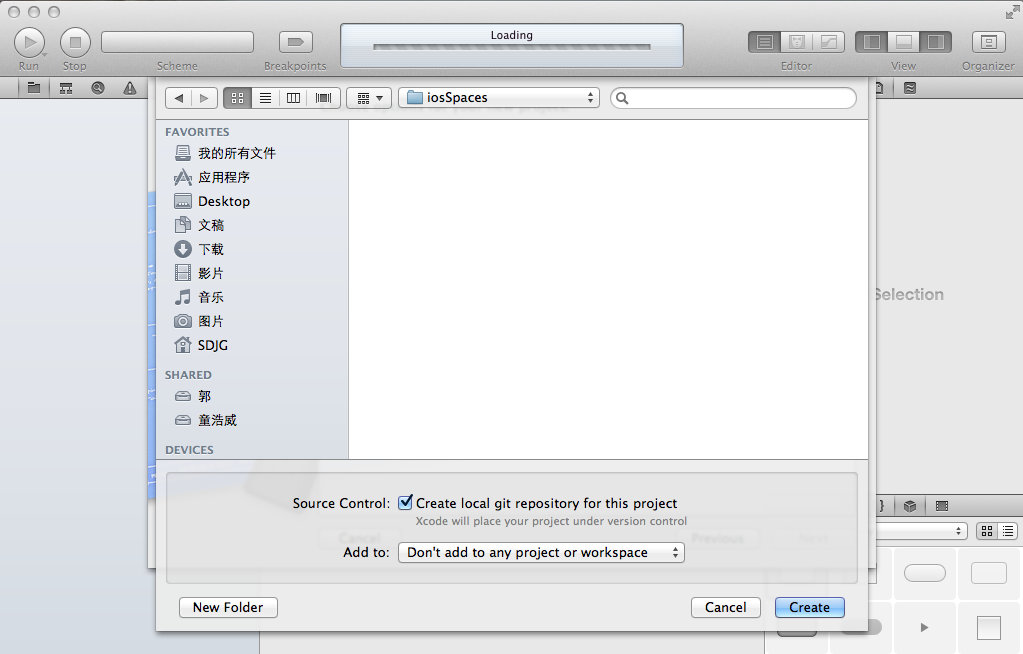 Loading
Run
Stop
Scheme
Breakpoints
Editor
View
Organizer
iosSpaces
FAVORITES
我的所有文件
应用程序
Desktop
文稿
下载
影片
音乐
图片
SDJG
SHARED
郭
童浩威
DEVICES
Selection
Source Control: Create local git repository for this project
Xcode will place your project under version control
Cancel
Previous
Add to: Don't add to any project or workspace
New Folder
Cancel
Create